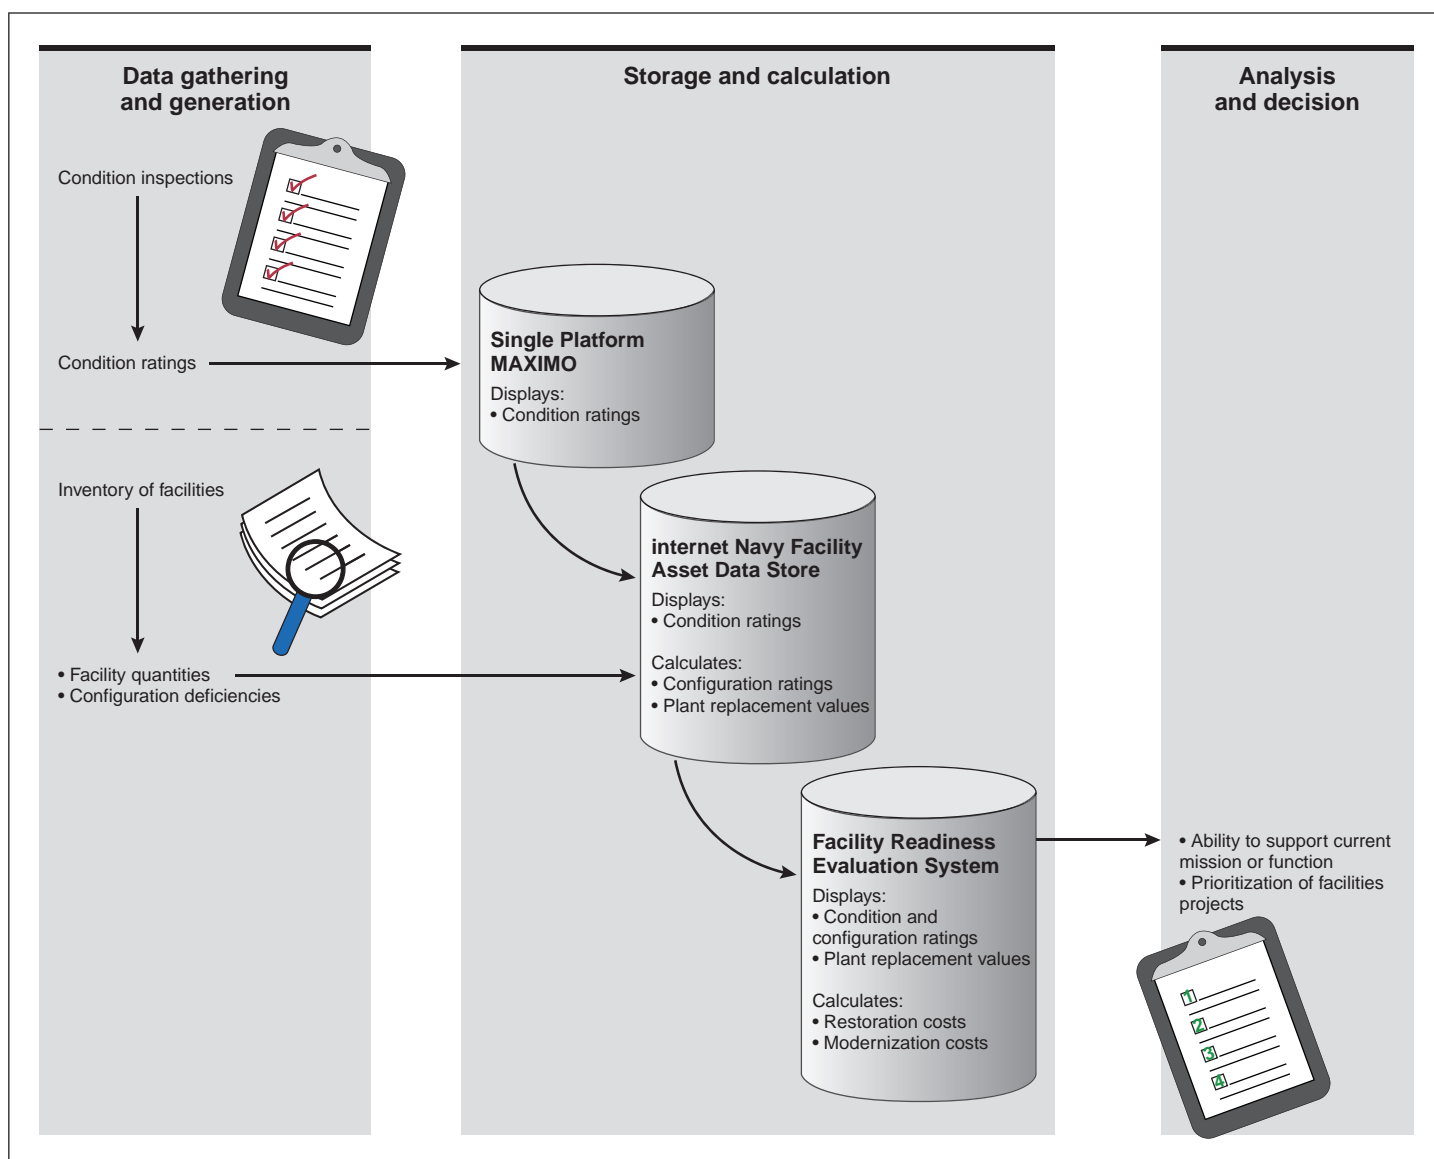 Data gathering
and generation
Condition inspections
Condition ratings
Inventory of facilities
• Facility quantities
• Configuration deficiencies
Storage and calculation
Single Platform
MAXIMO
Displays:
• Condition ratings
internet Navy Facility
Asset Data Store
Displays:
• Condition ratings
Calculates:
• Configuration ratings
• Plant replacement values
Facility Readiness
Evaluation System
Displays:
• Condition and
configuration ratings
• Plant replacement values
Calculates:
• Restoration costs
• Modernization costs
Analysis
and decision
• Ability to support current
mission or function
• Prioritization of facilities
projects
1
2
3
4